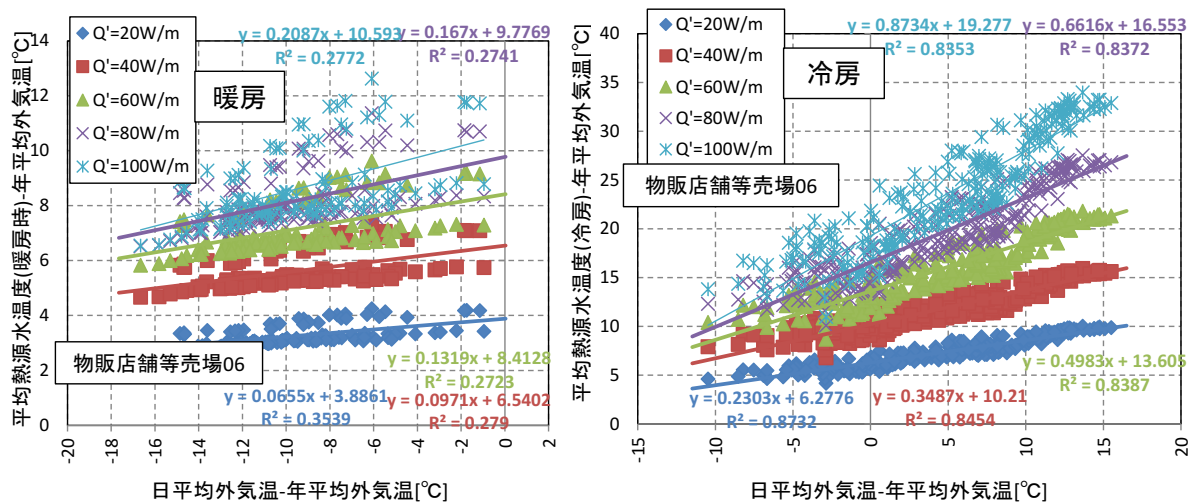 y = 0.2087x + 10.593
R² = 0.2772
y = 0.167x + 9.7769
R² = 0.2741
14
12
10
8
6
4
2
0
平均熱源水温度(暖房時)-年平均外気温[℃]
Q'=20W/m
Q'=40W/m
Q'=60W/m
Q'=80W/m
Q'=100W/m
暖房
物販店舗等売場06
y = 0.1319x + 8.4128
R² = 0.2723
y = 0.0655x + 3.8861
R² = 0.3539
y = 0.0971x + 6.5402
R² = 0.279
-20
-18
-16
-14
-12
-10
-8
-6
-4
-2
0
2
日平均外気温-年平均外気温[℃]
y = 0.8734x + 19.277
R² = 0.8353
y = 0.6616x + 16.553
R² = 0.8372
40
35
30
25
20
15
10
5
0
平均熱源水温度(冷房)-年平均外気温[℃]
Q'=20W/m
Q'=40W/m
Q'=60W/m
Q'=80W/m
Q'=100W/m
冷房
物販店舗等売場06
y = 0.4983x + 13.605
R² = 0.8387
y = 0.2303x + 6.2776
R² = 0.8732
y = 0.3487x + 10.21
R² = 0.8454
-15
-10
-5
0
5
10
15
20
日平均外気温-年平均外気温[℃]